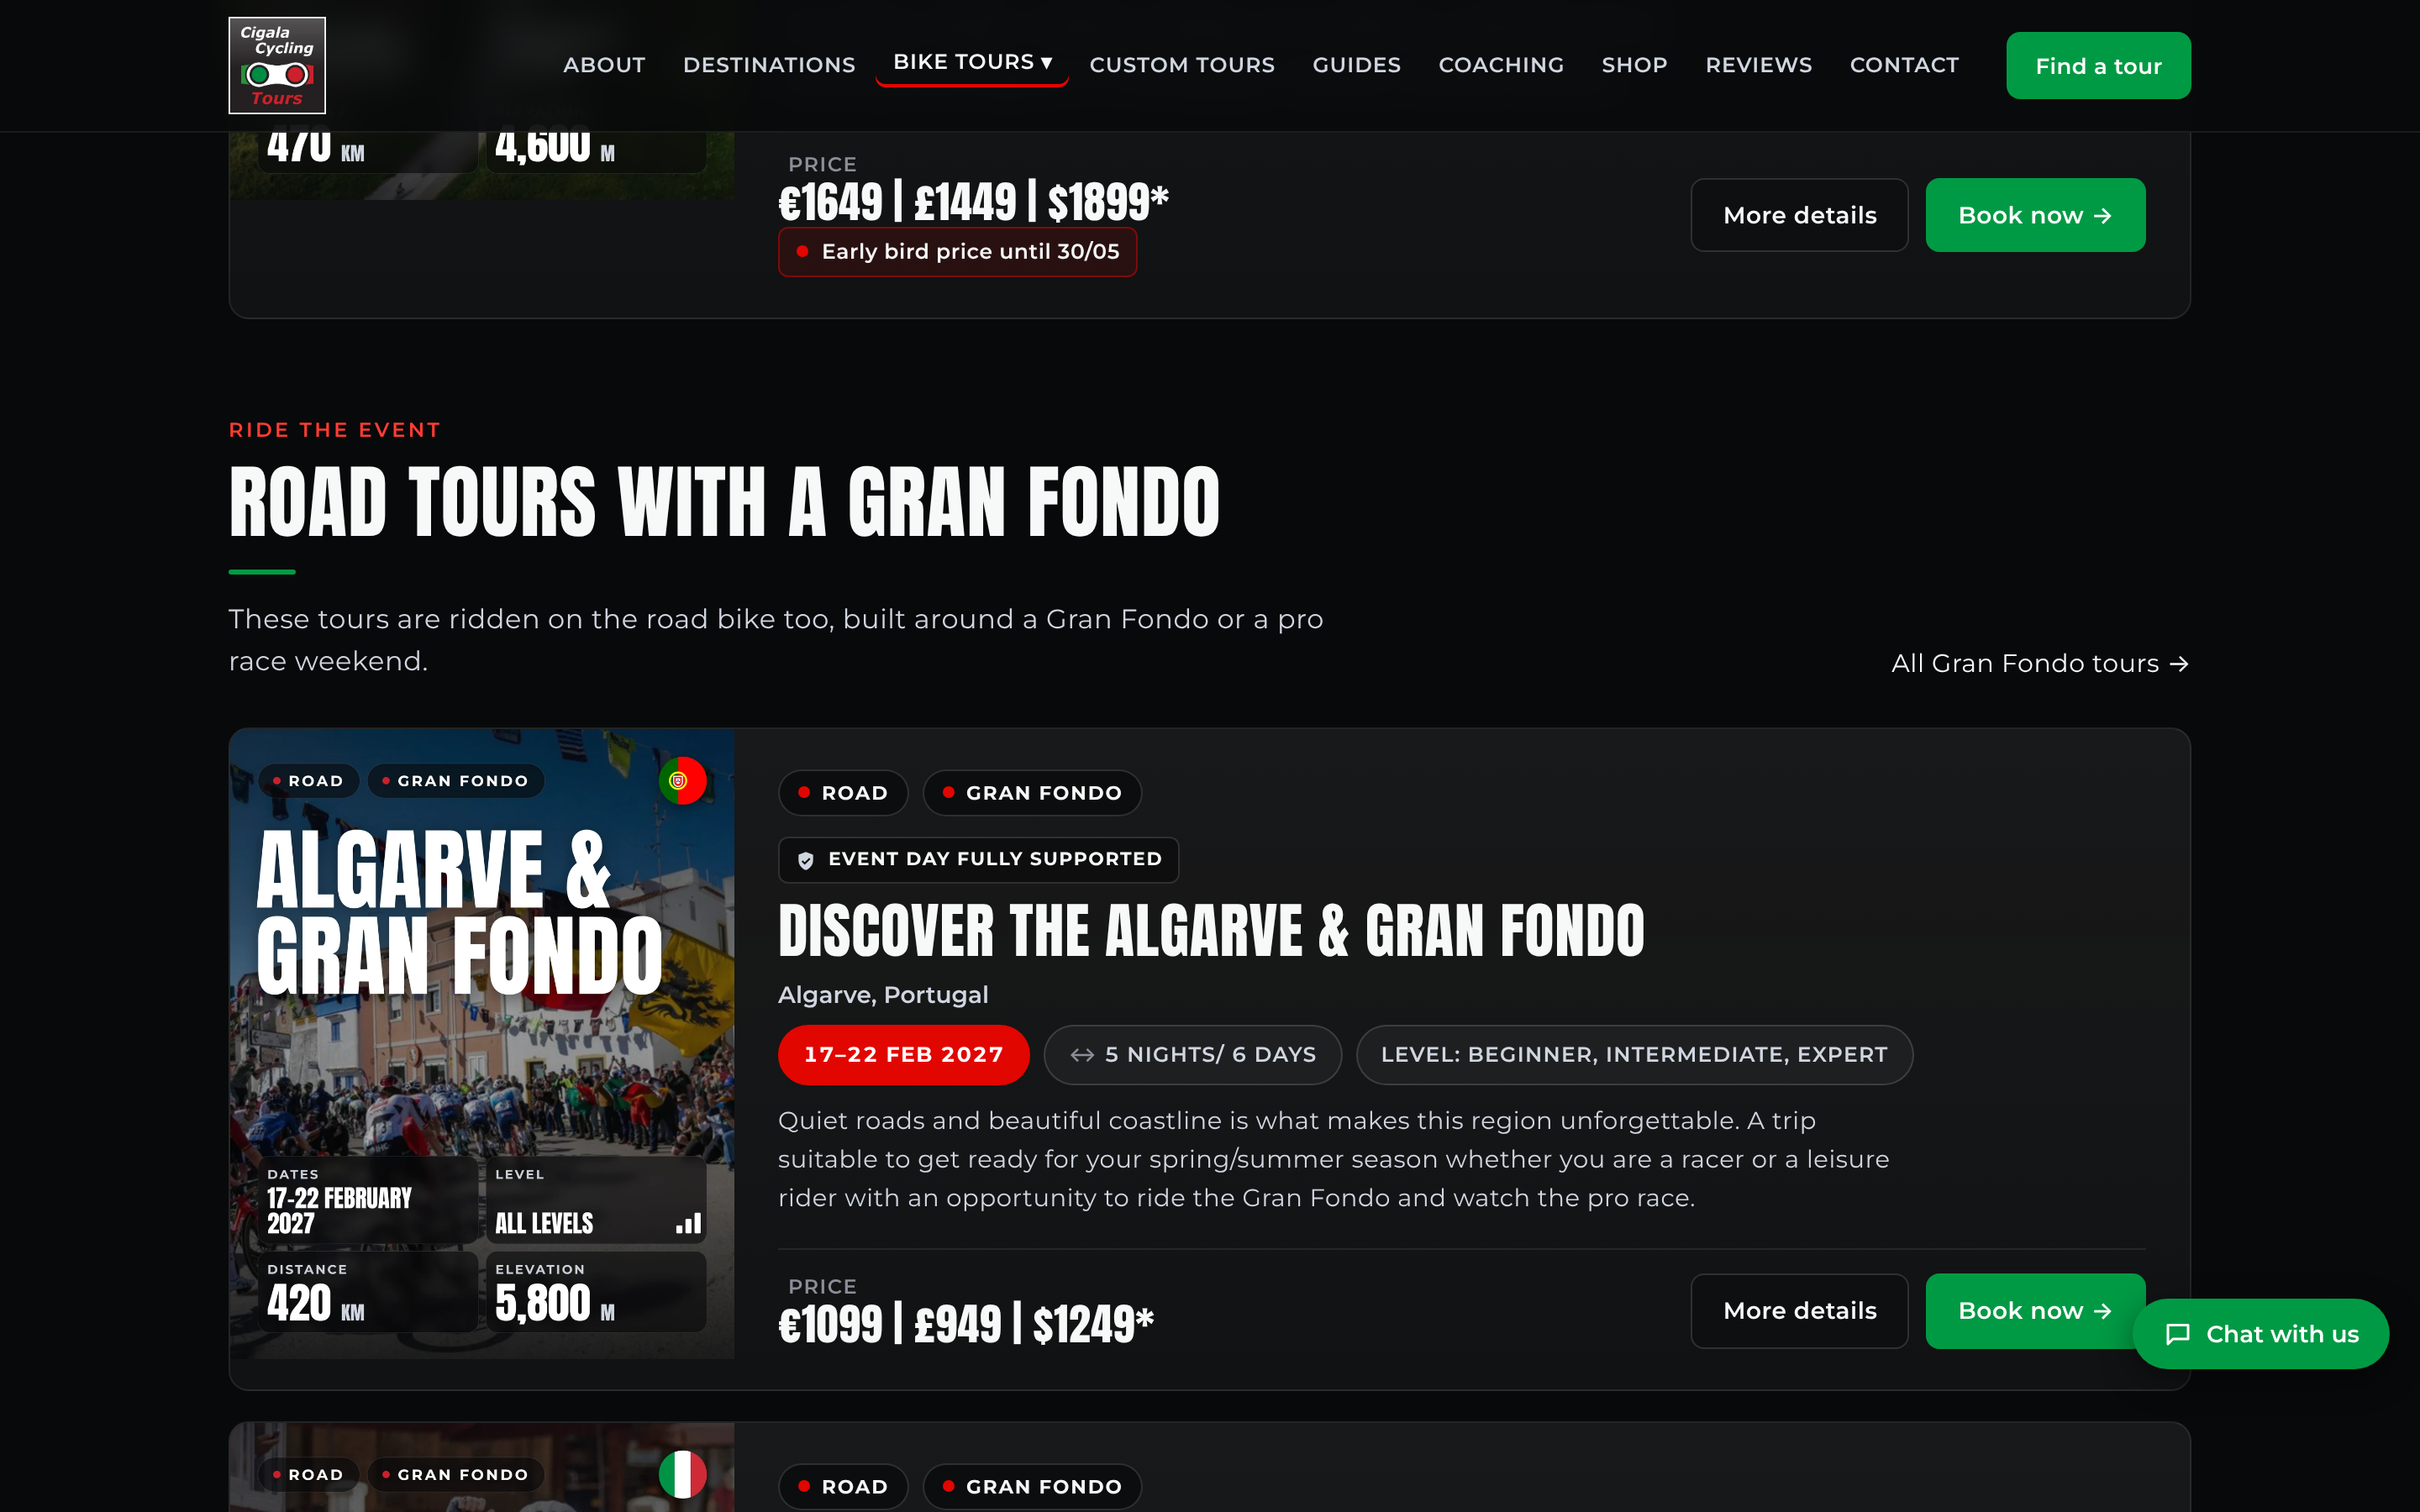 Cigala
Cycling
Tours
ABOUT
DESTINATIONS
BIKE TOURS ▾
CUSTOM TOURS
GUIDES
COACHING
SHOP
REVIEWS
CONTACT
Find a tour
470 KM
4,600 M
PRICE
€1649 | £1449 | $1899*
Early bird price until 30/05
More details
Book now →
RIDE THE EVENT
ROAD TOURS WITH A GRAN FONDO
These tours are ridden on the road bike too, built around a Gran Fondo or a pro
race weekend.
All Gran Fondo tours →
ROAD
GRAN FONDO
ALGARVE &
GRAN FONDO
DATES
17-22 FEBRUARY
2027
LEVEL
ALL LEVELS
DISTANCE
420 KM
ELEVATION
5,800 M
ROAD
GRAN FONDO
EVENT DAY FULLY SUPPORTED
DISCOVER THE ALGARVE & GRAN FONDO
Algarve, Portugal
17–22 FEB 2027
↔ 5 NIGHTS/ 6 DAYS
LEVEL: BEGINNER, INTERMEDIATE, EXPERT
Quiet roads and beautiful coastline is what makes this region unforgettable. A trip
suitable to get ready for your spring/summer season whether you are a racer or a leisure
rider with an opportunity to ride the Gran Fondo and watch the pro race.
PRICE
€1099 | £949 | $1249*
More details
Book now →
Chat with us
ROAD
GRAN FONDO
ROAD
GRAN FONDO